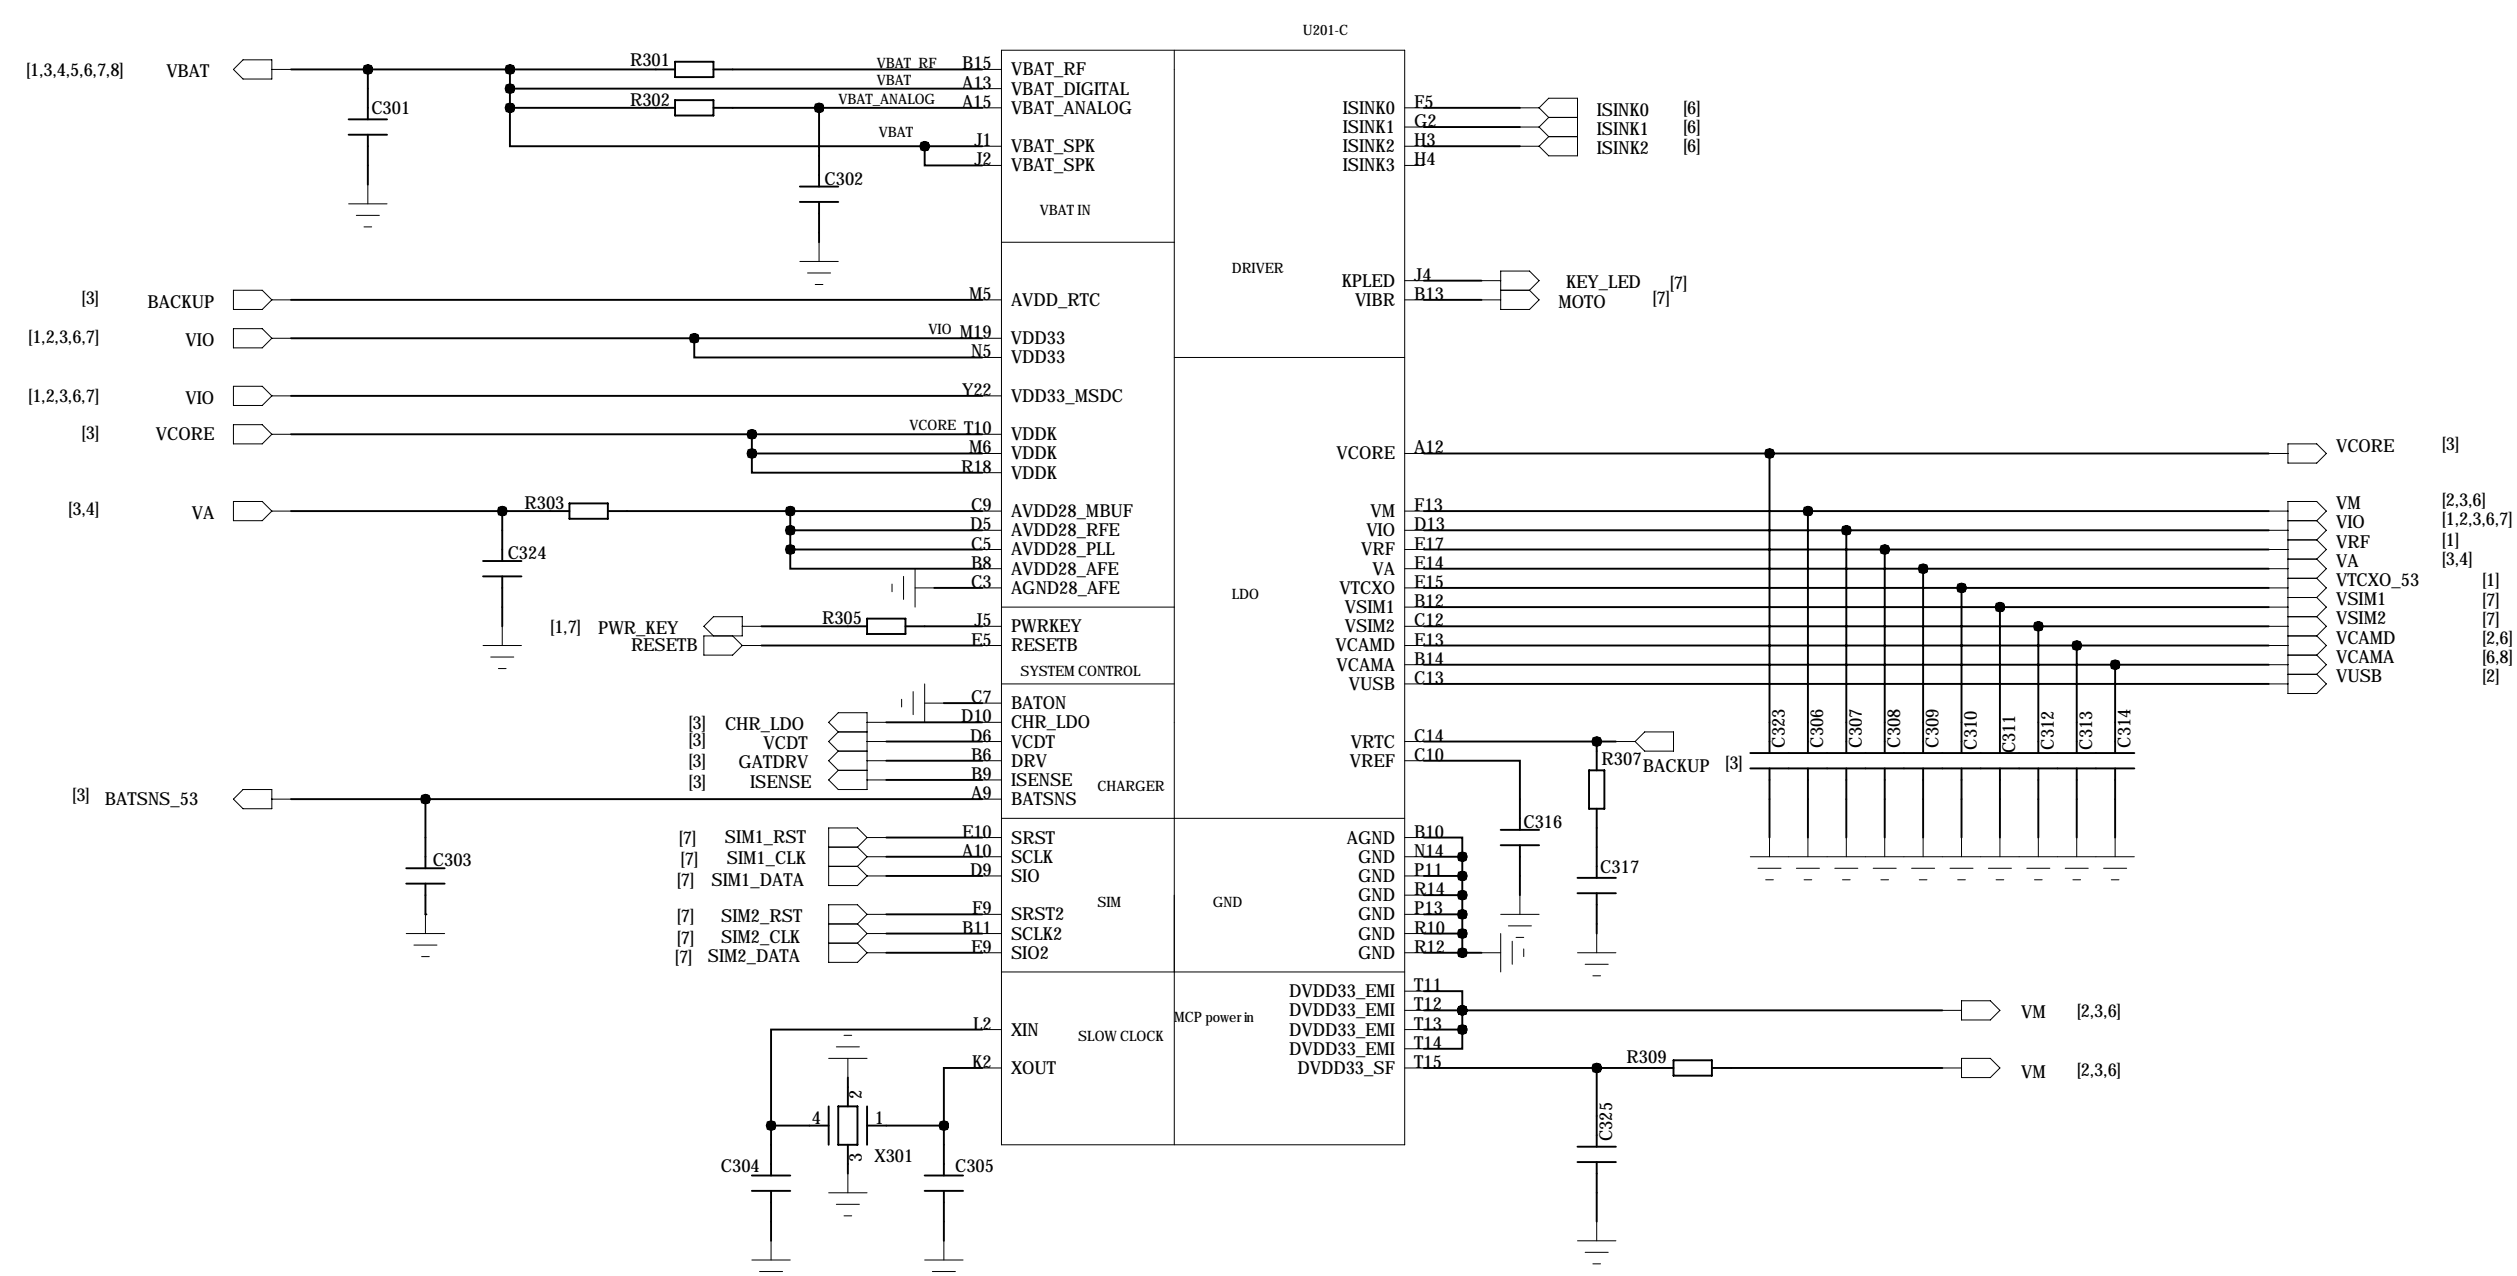 U201-C
[1,3,4,5,6,7,8] VBAT R301 VBAT_RF B15 VBAT_RF
VBAT A13 VBAT_DIGITAL
C301 R302 VBAT_ANALOG A15 VBAT_ANALOG
VBAT J1 VBAT_SPK
J2 VBAT_SPK
C302
VBAT IN
ISINK0 F5 ISINK0 [6]
ISINK1 G2 ISINK1 [6]
ISINK2 H3 ISINK2 [6]
ISINK3 H4
DRIVER
KPLED J4 KEY_LED [7]
VIBR B13 MOTO [7]
[3] BACKUP M5 AVDD_RTC
[1,2,3,6,7] VIO VIO M19 VDD33
N5 VDD33
[1,2,3,6,7] VIO Y22 VDD33_MSDC
[3] VCORE VCORE T10 VDDK
M6 VDDK
R18 VDDK
[3,4] VA R303 C9 AVDD28_MBUF
D5 AVDD28_RFE
C324 C5 AVDD28_PLL
B8 AVDD28_AFE
C3 AGND28_AFE
[1,7] PWR_KEY R305 J5 PWRKEY
RESETB E5 RESETB
SYSTEM CONTROL
C7 BATON
[3] CHR_LDO D10 CHR_LDO
[3] VCDT D6 VCDT
[3] GATDRV B6 DRV
[3] ISENSE B9 ISENSE
CHARGER
[3] BATSNS_53 A9 BATSNS
C303
[7] SIM1_RST E10 SRST
[7] SIM1_CLK A10 SCLK
[7] SIM1_DATA D9 SIO
SIM
[7] SIM2_RST F9 SRST2
[7] SIM2_CLK B11 SCLK2
[7] SIM2_DATA E9 SIO2
L2 XIN
SLOW CLOCK
K2 XOUT
4 2 1 3 X301
C304 C305
VCORE A12 VCORE [3]
VM F13 VM [2,3,6]
VIO D13 VIO [1,2,3,6,7]
VRF E17 VRF [1]
VA E14 VA [3,4]
VTCXO E15 VTCXO_53 [1]
LDO
VSIM1 B12 VSIM1 [7]
VSIM2 C12 VSIM2 [7]
VCAMD E13 VCAMD [2,6]
VCAMA B14 VCAMA [6,8]
VUSB C13 VUSB [2]
C323 C306 C307 C308 C309 C310 C311 C312 C313 C314
VRTC C14 BACKUP [3]
VREF C10 R307
C316
C317
AGND B10
GND N14
GND P11
GND R14
GND
GND P13
GND R10
GND R12
DVDD33_EMI T11
MCP power in
DVDD33_EMI T12 VM [2,3,6]
DVDD33_EMI T13
DVDD33_EMI T14
DVDD33_SF T15 R309 VM [2,3,6]
C325
[7]